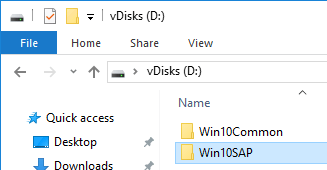 vDisks (D:)
File Home Share View
vDisks (D:)
Quick access
Desktop
Downloads
Name
Win10Common
Win10SAP